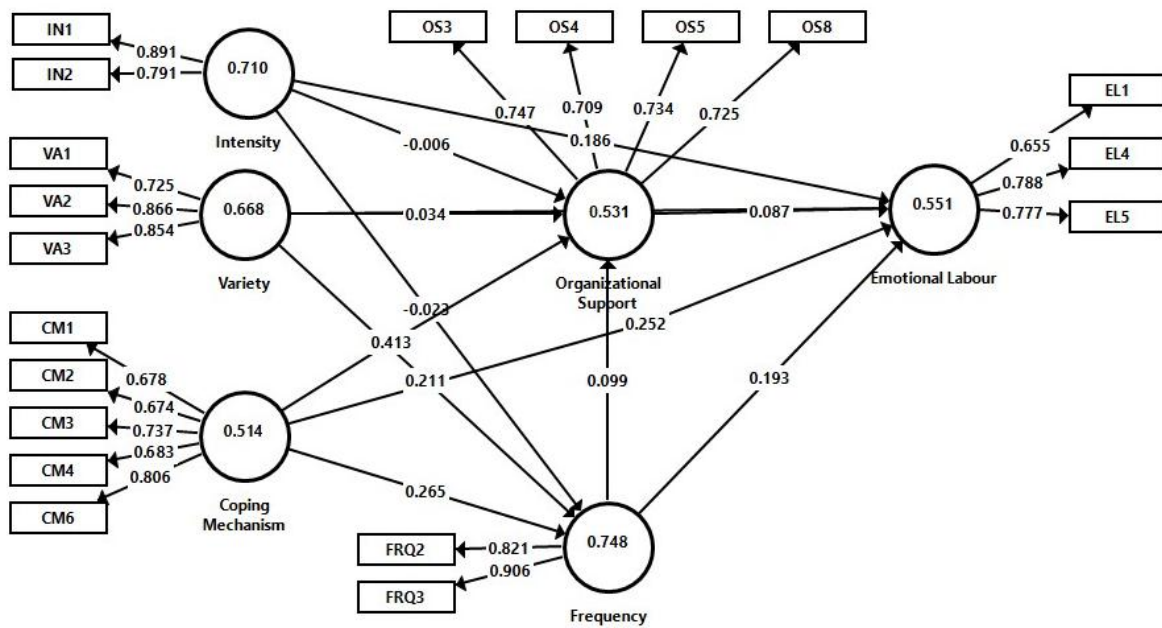 IN1
0.891
IN2
0.791
0.710
Intensity
OS3
OS4
OS5
OS8
0.747
0.709
0.734
0.725
0.186
-0.006
EL1
0.655
EL4
0.788
EL5
0.777
VA1
0.725
VA2
0.866
VA3
0.854
0.668
Variety
0.034
0.531
Organizational
Support
0.087
0.551
Emotional Labour
-0.023
0.413
0.252
0.211
0.099
0.193
CM1
0.678
CM2
0.674
CM3
0.737
CM4
0.683
CM6
0.806
0.514
Coping
Mechanism
0.265
FRQ2
0.821
FRQ3
0.906
0.748
Frequency